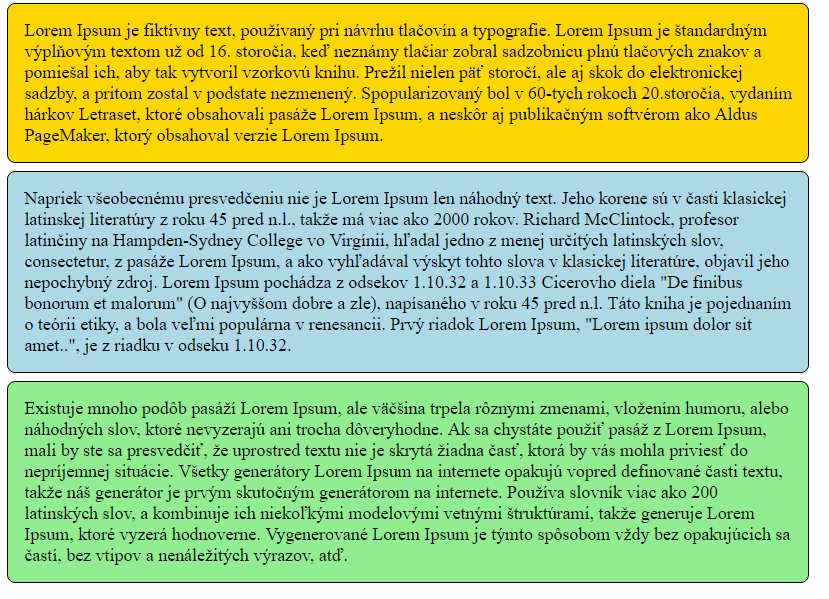 Lorem Ipsum je fiktívny text, používaný pri návrhu tlačovín a typografie. Lorem Ipsum je štandardným
výplňovým textom už od 16. storočia, keď neznámy tlačiar zobral sadzobnicu plnú tlačových znakov a
pomiešal ich, aby tak vytvoril vzorkovú knihu. Prežil nielen päť storočí, ale aj skok do elektronickej
sadzby, a pritom zostal v podstate nezmenený. Spopularizovaný bol v 60-tych rokoch 20.storočia, vydaním
hárkov Letraset, ktoré obsahovali pasáže Lorem Ipsum, a neskôr aj publikačným softvérom ako Aldus
PageMaker, ktorý obsahoval verzie Lorem Ipsum.
Napriek všeobecnému presvedčeniu nie je Lorem Ipsum len náhodný text. Jeho korene sú v časti klasickej
latinskej literatúry z roku 45 pred n.l., takže má viac ako 2000 rokov. Richard McClintock, profesor
latinčiny na Hampden-Sydney College vo Virgínii, hľadal jedno z menej určitých latinských slov,
consectetur, z pasáže Lorem Ipsum, a ako vyhľadával výskyt tohto slova v klasickej literatúre, objavil jeho
nepochybný zdroj. Lorem Ipsum pochádza z odsekov 1.10.32 a 1.10.33 Cicerovho diela "De finibus
bonorum et malorum" (O najvyššom dobre a zle), napísaného v roku 45 pred n.l. Táto kniha je pojednaním
o teórii etiky, a bola veľmi populárna v renesancii. Prvý riadok Lorem Ipsum, "Lorem ipsum dolor sit
amet..", je z riadku v odseku 1.10.32.
Existuje mnoho podôb pasáží Lorem Ipsum, ale väčšina trpela rôznymi zmenami, vložením humoru, alebo
náhodných slov, ktoré nevyzerajú ani trocha dôveryhodne. Ak sa chystáte použiť pasáž z Lorem Ipsum,
mali by ste sa presvedčiť, že uprostred textu nie je skrytá žiadna časť, ktorá by vás mohla priviesť do
nepríjemnej situácie. Všetky generátory Lorem Ipsum na internete opakujú vopred definované časti textu,
takže náš generátor je prvým skutočným generátorom na internete. Používa slovník viac ako 200
latinských slov, a kombinuje ich niekoľkými modelovými vetnými štruktúrami, takže generuje Lorem
Ipsum, ktoré vyzerá hodnoverne. Vygenerované Lorem Ipsum je týmto spôsobom vždy bez opakujúcich sa
častí, bez vtipov a nenáležitých výrazov, atď.